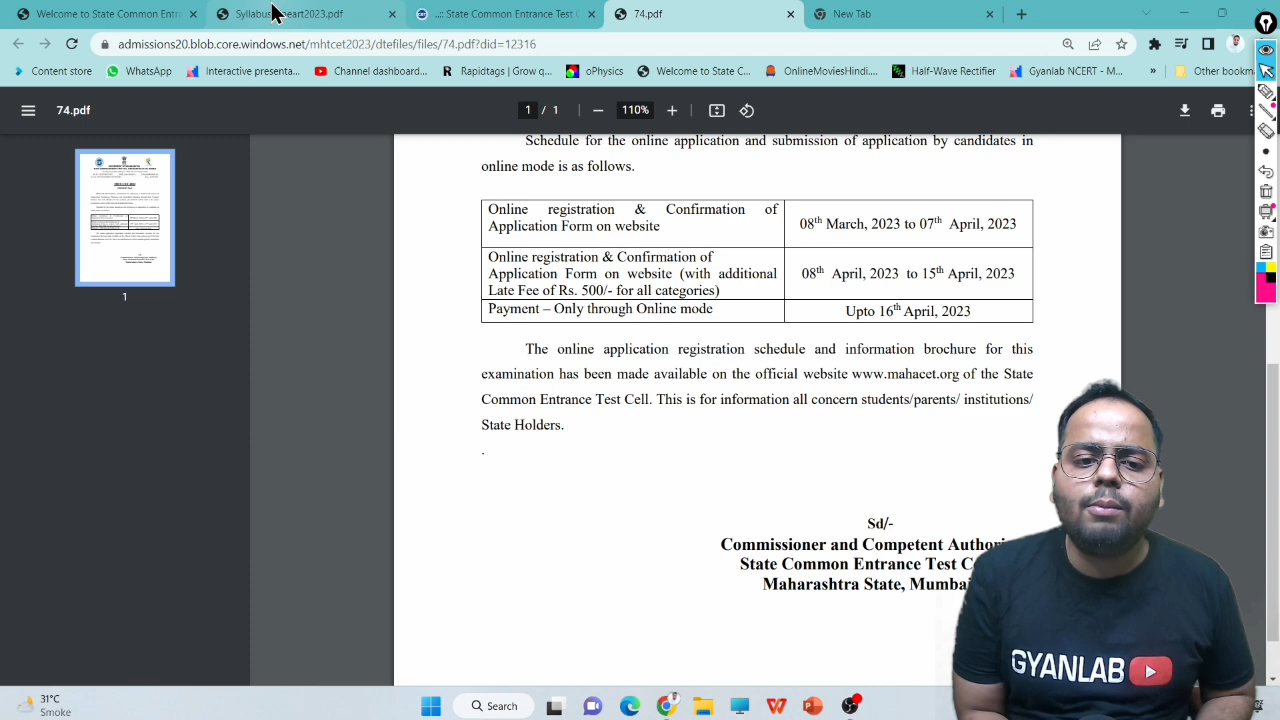 Welcome to State Common Entr
Syllabus
eart2023.pdf
..: State Common Entrance Test C
74.pdf
New Tab
admissions20.blob.core.windows.net/mhtcet2023/dtefiles/files/74.pdf?did=12316
Content store
WhatsApp
Interactive presenta...
Channel dashboard...
Rapidtags | Grow q...
oPhysics
Welcome to State C...
OnlineMoviesHindi....
Half-Wave Rectifier
Gyanlab NCERT - M...
»
Other bookm
74.pdf
1 / 1
110%
1
Schedule for the online application and submission of application by candidates in
online mode is as follows.
Online registration & Confirmation of
Application Form on website
08th March, 2023 to 07th April, 2023
Online registration & Confirmation of
Application Form on website (with additional
Late Fee of Rs. 500/- for all categories)
08th April, 2023 to 15th April, 2023
Payment – Only through Online mode
Upto 16th April, 2023
The online application registration schedule and information brochure for this
examination has been made available on the official website www.mahacet.org of the State
Common Entrance Test Cell. This is for information all concern students/parents/ institutions/
State Holders.
.
Sd/-
Commissioner and Competent Authori
State Common Entrance Test C
Maharashtra State, Mumbai
GYANLAB
31°C
Smoke
Search